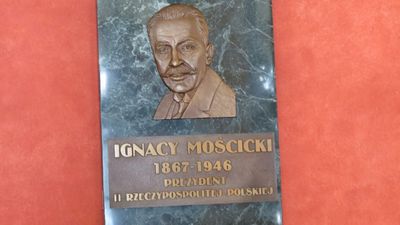 IGNACY MOŚCICKI
1867-1946
PREZYDENT
II RZECZYPOSPOLITEJ POLSKIEJ